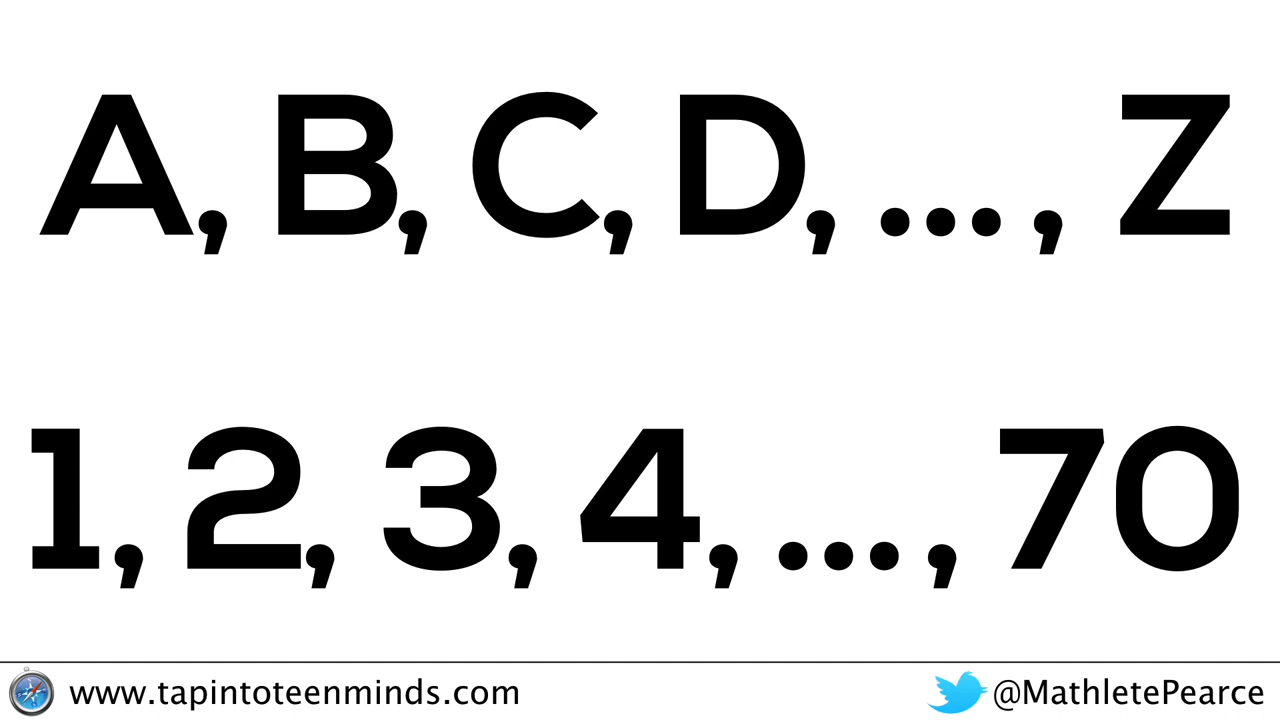 A, B, C, D, ... , Z
1, 2, 3, 4, ... , 70
www.tapintoteenminds.com @MathletePearce